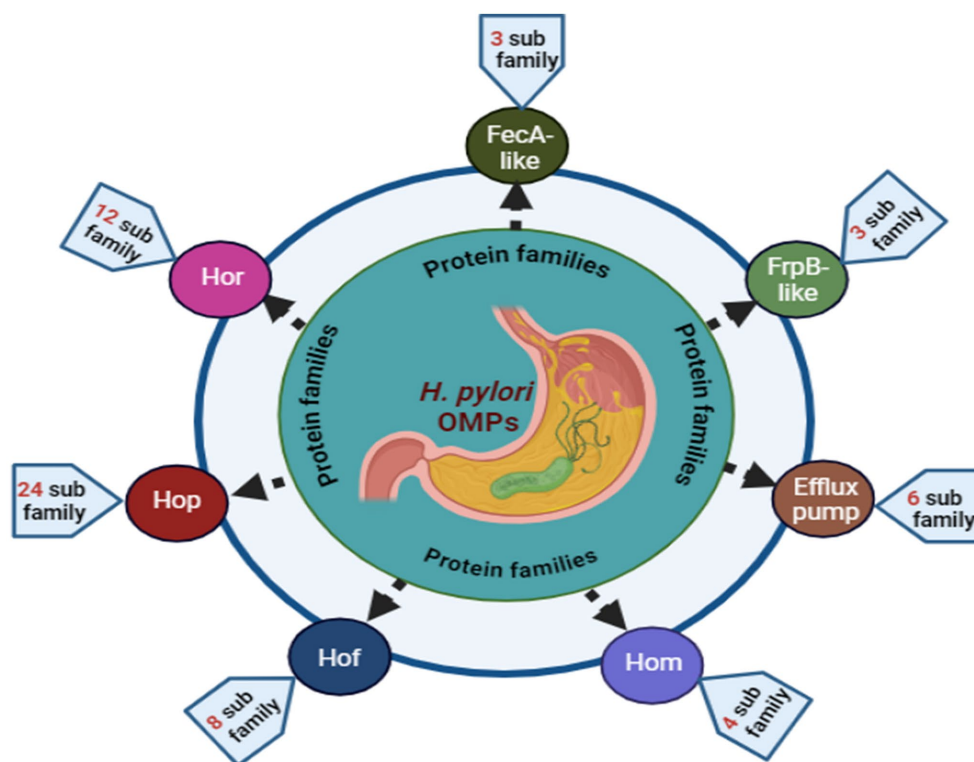 3 sub
family
FecA-
like
12 sub
family
Hor
3 sub
family
FrpB-
like
Protein families
Protein families
Protein families
H. pylori
OMPs
24 sub
family
Hop
Efflux
pump
6 sub
family
Protein families
8 sub
family
Hof
Hom
4 sub
family